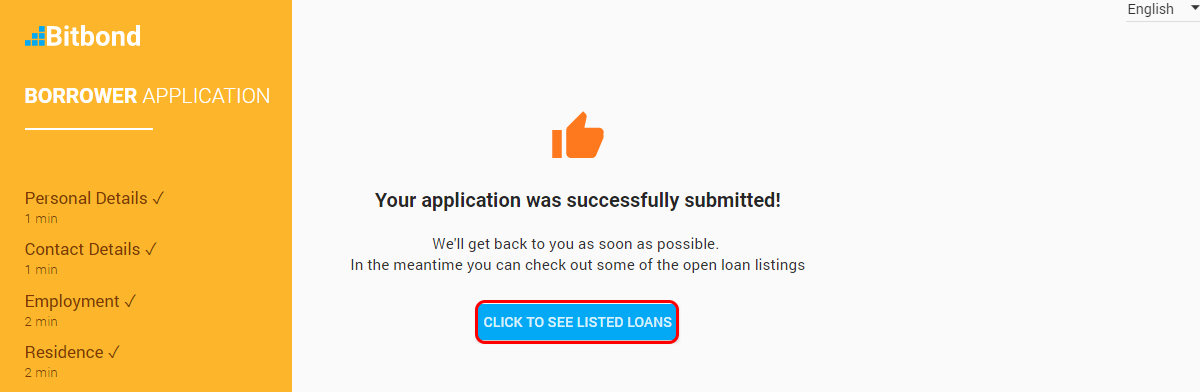 English
Bitbond
BORROWER APPLICATION
Personal Details ✓
1 min
Contact Details ✓
1 min
Employment ✓
2 min
Residence ✓
2 min
Your application was successfully submitted!
We'll get back to you as soon as possible.
In the meantime you can check out some of the open loan listings
CLICK TO SEE LISTED LOANS